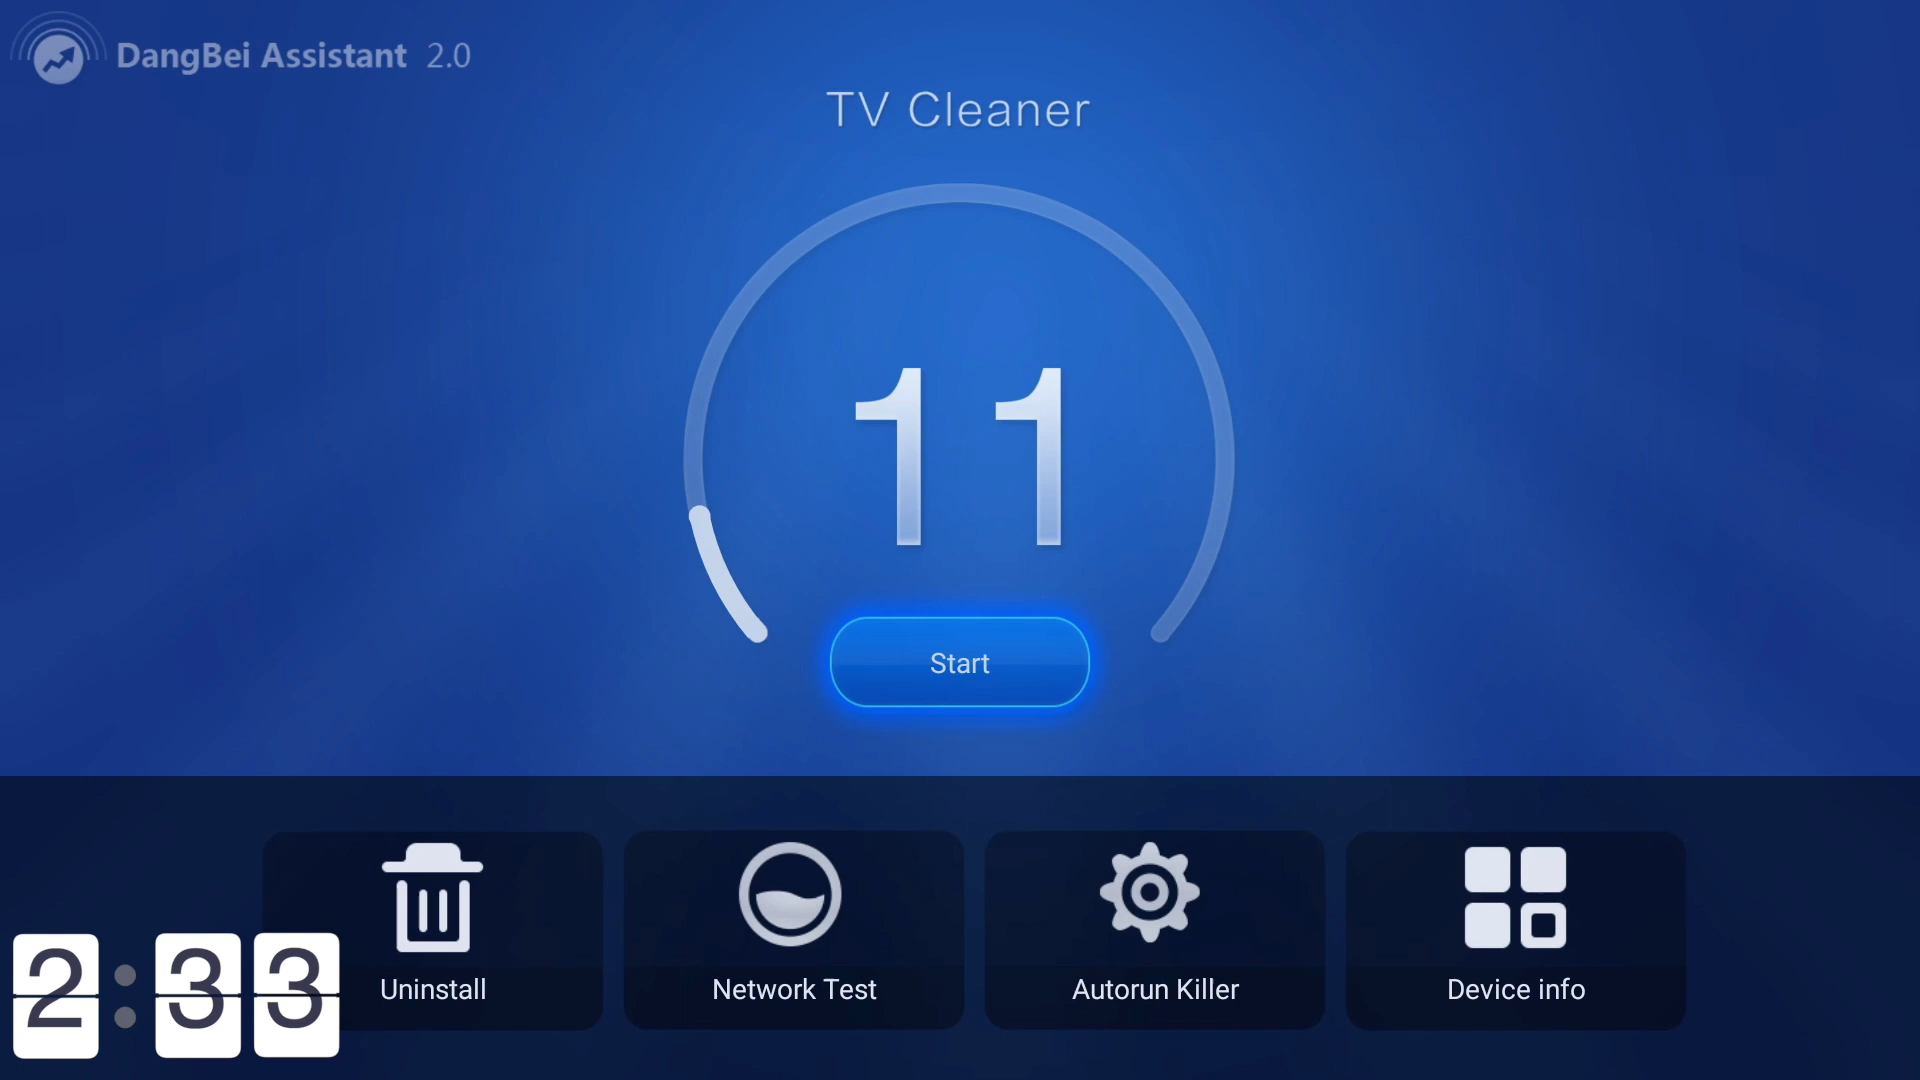 DangBei Assistant 2.0
TV Cleaner
11
Start
Uninstall
Network Test
Autorun Killer
Device info
2:33